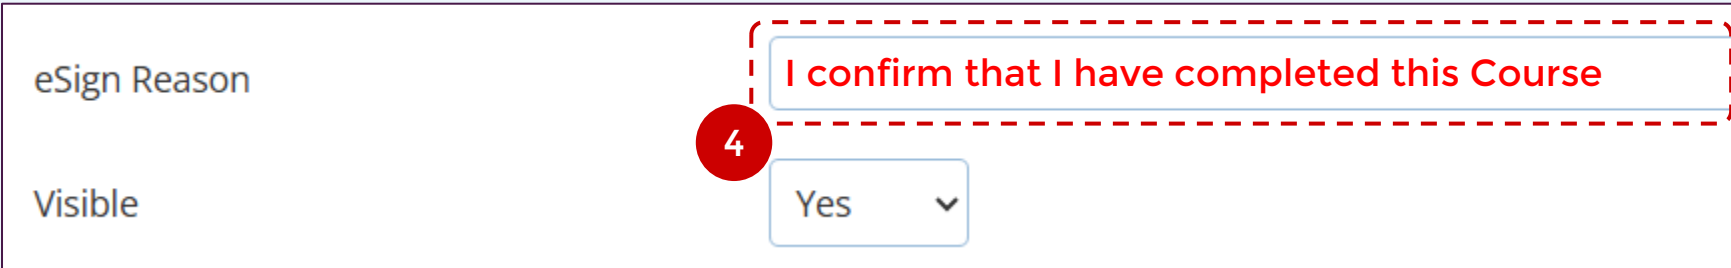 eSign Reason
I confirm that I have completed this Course
4
Visible
Yes